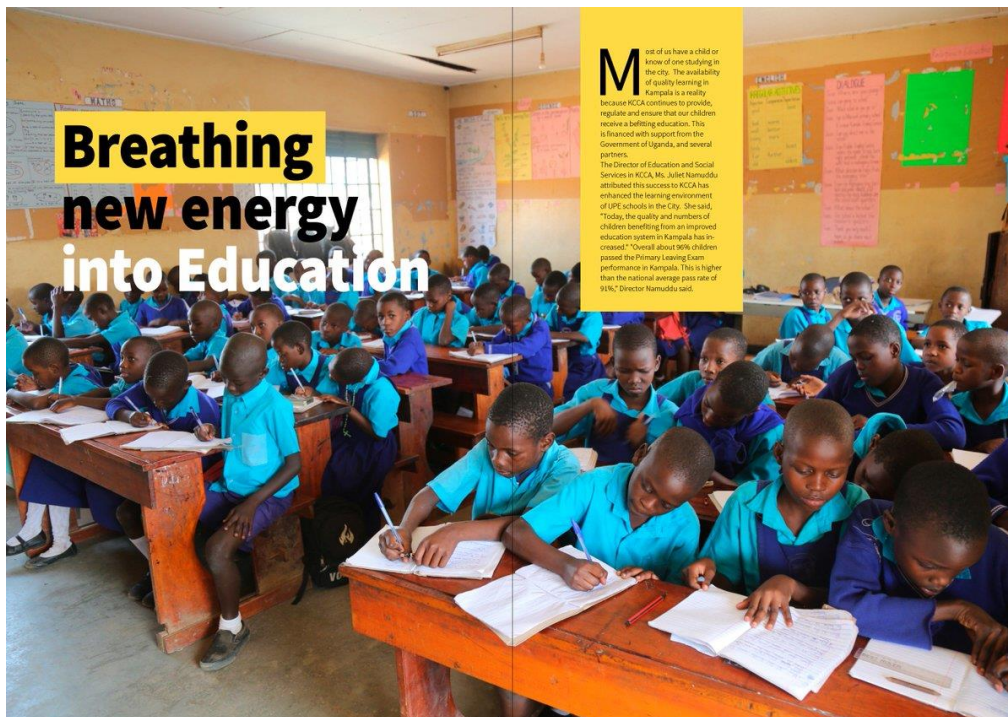 Breathing
new energy
into Education
Most of us have a child or
know of one studying in
the city. The availability
of quality learning in
Kampala is a reality
because KCCA continues to provide,
regulate and ensure that our children
receive a befitting education. This
is financed with support from the
Government of Uganda, and several
partners.
The Director of Education and Social
Services in KCCA, Ms. Juliet Namuddu
attributed this success to KCCA has
enhanced the learning environment
of UPE schools in the City. She said,
"Today, the quality and numbers of
children benefiting from an improved
education system in Kampala has in-
creased." "Overall about 96% children
passed the Primary Leaving Exam
performance in Kampala. This is higher
than the national average pass rate of
91%," Director Namuddu said.
MATHS
ENGLISH
DIALOGUE